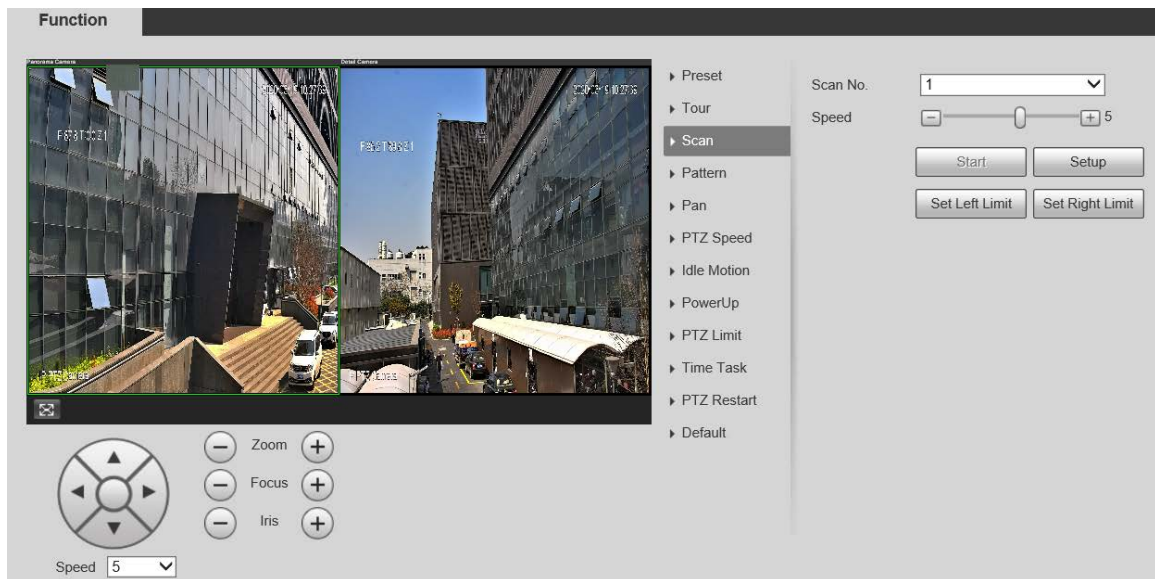 Function
Panorama Camera
Detail Camera
Preset
Tour
Scan
Pattern
Pan
PTZ Speed
Idle Motion
PowerUp
PTZ Limit
Time Task
PTZ Restart
Default
Scan No. 1
Speed 5
Start Setup
Set Left Limit Set Right Limit
Zoom
Focus
Iris
Speed 5